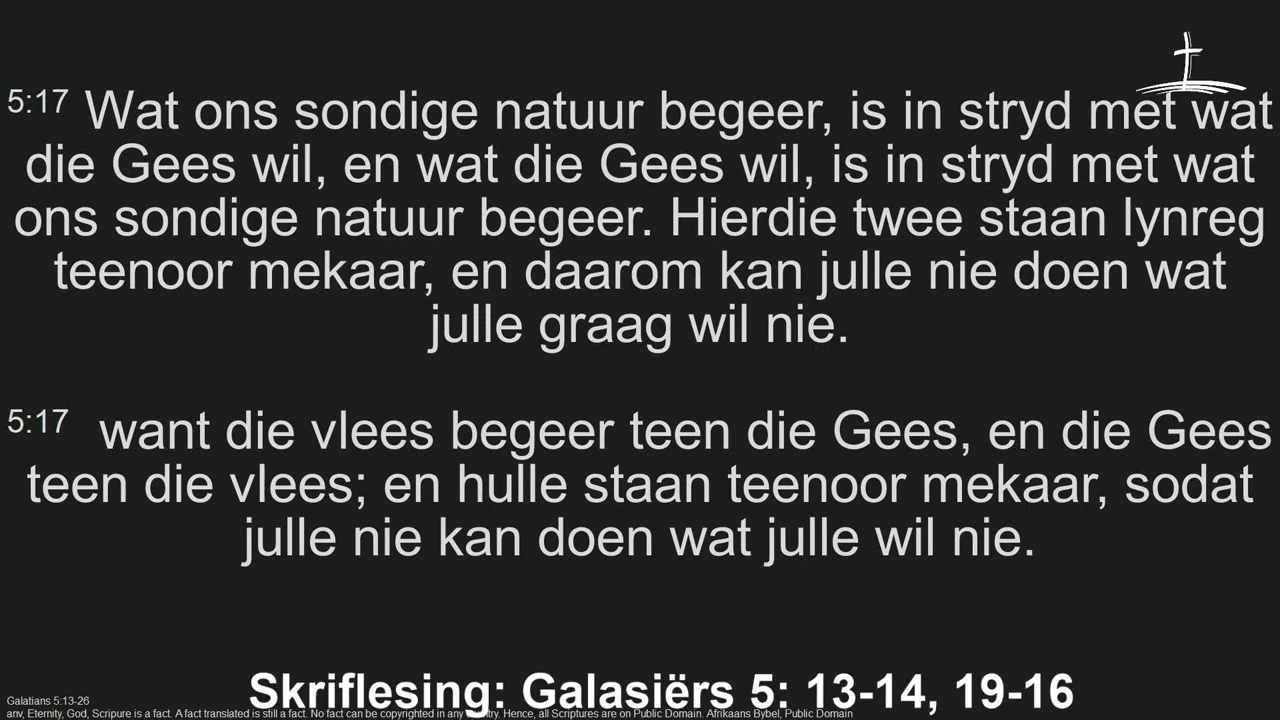 5:17 Wat ons sondige natuur begeer, is in stryd met wat
die Gees wil, en wat die Gees wil, is in stryd met wat
ons sondige natuur begeer. Hierdie twee staan lynreg
teenoor mekaar, en daarom kan julle nie doen wat
julle graag wil nie.
5:17 want die vlees begeer teen die Gees, en die Gees
teen die vlees; en hulle staan teenoor mekaar, sodat
julle nie kan doen wat julle wil nie.
Skriflesing: Galasiërs 5: 13-14, 19-16
Galatians 5:13-26
anv, Eternity, God, Scripure is a fact. A fact translated is still a fact. No fact can be copyrighted in any country. Hence, all Scriptures are on Public Domain. Afrikaans Bybel, Public Domain